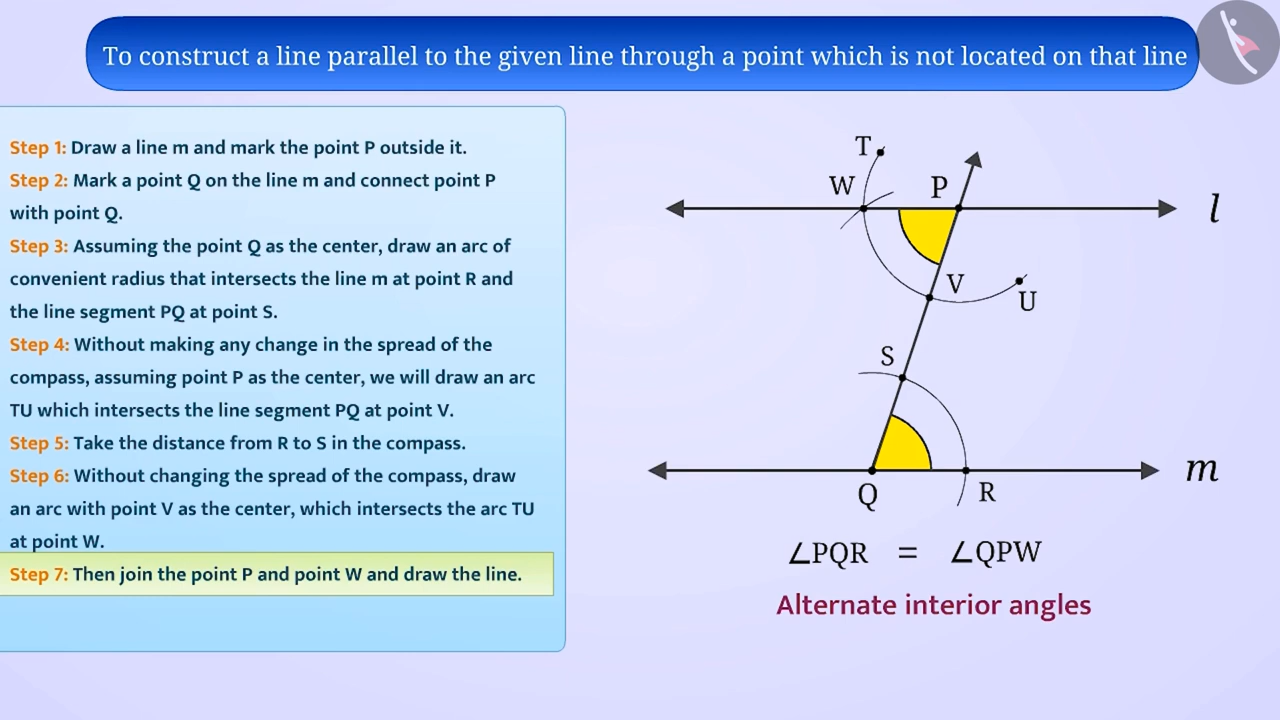 To construct a line parallel to the given line through a point which is not located on that line
Step 1: Draw a line m and mark the point P outside it.
Step 2: Mark a point Q on the line m and connect point P
with point Q.
Step 3: Assuming the point Q as the center, draw an arc of
convenient radius that intersects the line m at point R and
the line segment PQ at point S.
Step 4: Without making any change in the spread of the
compass, assuming point P as the center, we will draw an arc
TU which intersects the line segment PQ at point V.
Step 5: Take the distance from R to S in the compass.
Step 6: Without changing the spread of the compass, draw
an arc with point V as the center, which intersects the arc TU
at point W.
Step 7: Then join the point P and point W and draw the line.
T
W
P
l
V
U
S
m
Q
R
∠PQR = ∠QPW
Alternate interior angles